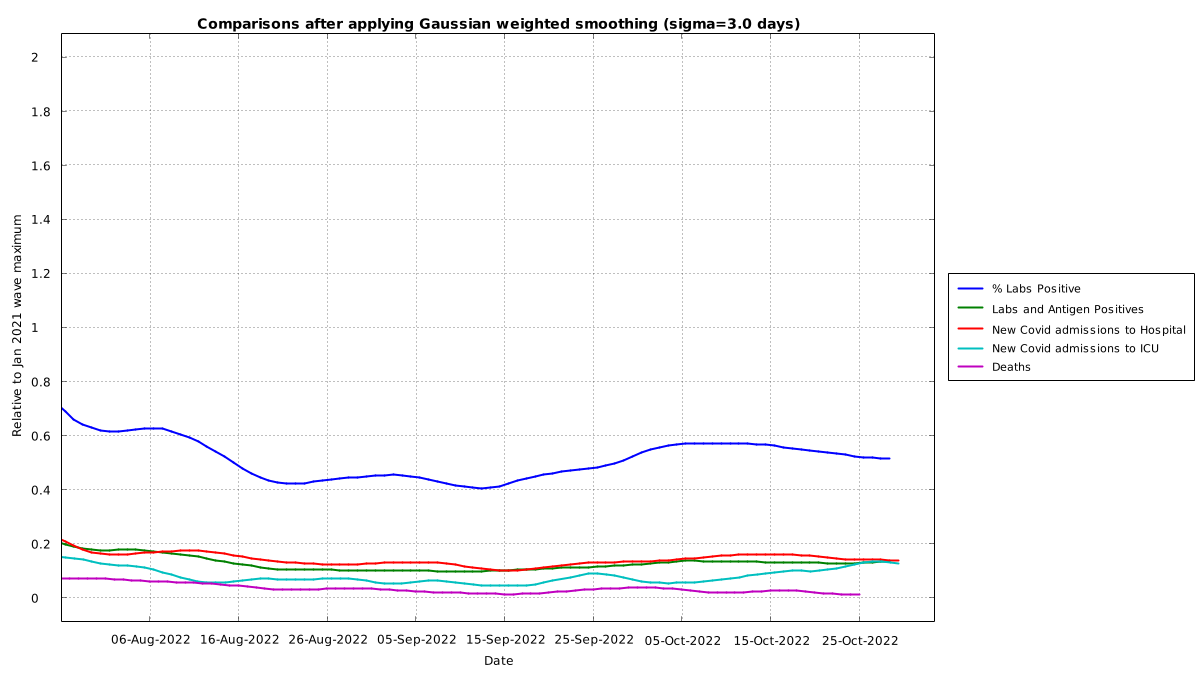 Comparisons after applying Gaussian weighted smoothing (sigma=3.0 days)
Relative to Jan 2021 wave maximum
2
1.8
1.6
1.4
1.2
1
0.8
0.6
0.4
0.2
0
06-Aug-2022 16-Aug-2022 26-Aug-2022 05-Sep-2022 15-Sep-2022 25-Sep-2022 05-Oct-2022 15-Oct-2022 25-Oct-2022
Date
% Labs Positive
Labs and Antigen Positives
New Covid admissions to Hospital
New Covid admissions to ICU
Deaths